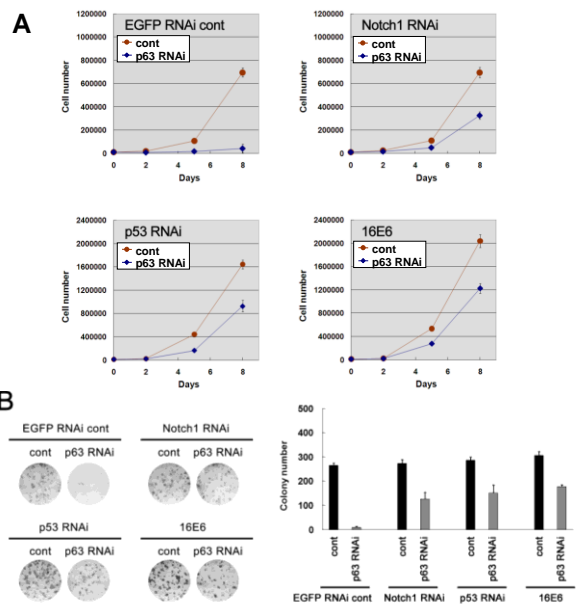 A
EGFP RNAi cont
cont
p63 RNAi
Cell number
1200000
1000000
800000
600000
400000
200000
0
0 2 4 6 8
Days
Notch1 RNAi
cont
p63 RNAi
Cell number
1200000
1000000
800000
600000
400000
200000
0
0 2 4 6 8
Days
p53 RNAi
cont
p63 RNAi
Cell number
2400000
2000000
1600000
1200000
800000
400000
0
0 2 4 6 8
Days
16E6
cont
p63 RNAi
Cell number
2400000
2000000
1600000
1200000
800000
400000
0
0 2 4 6 8
Days
B
EGFP RNAi cont
cont p63 RNAi
Notch1 RNAi
cont p63 RNAi
p53 RNAi
cont p63 RNAi
16E6
cont p63 RNAi
Colony number
500
400
300
200
100
0
cont
p63 RNAi
cont
p63 RNAi
cont
p63 RNAi
cont
p63 RNAi
EGFP RNAi cont Notch1 RNAi p53 RNAi 16E6